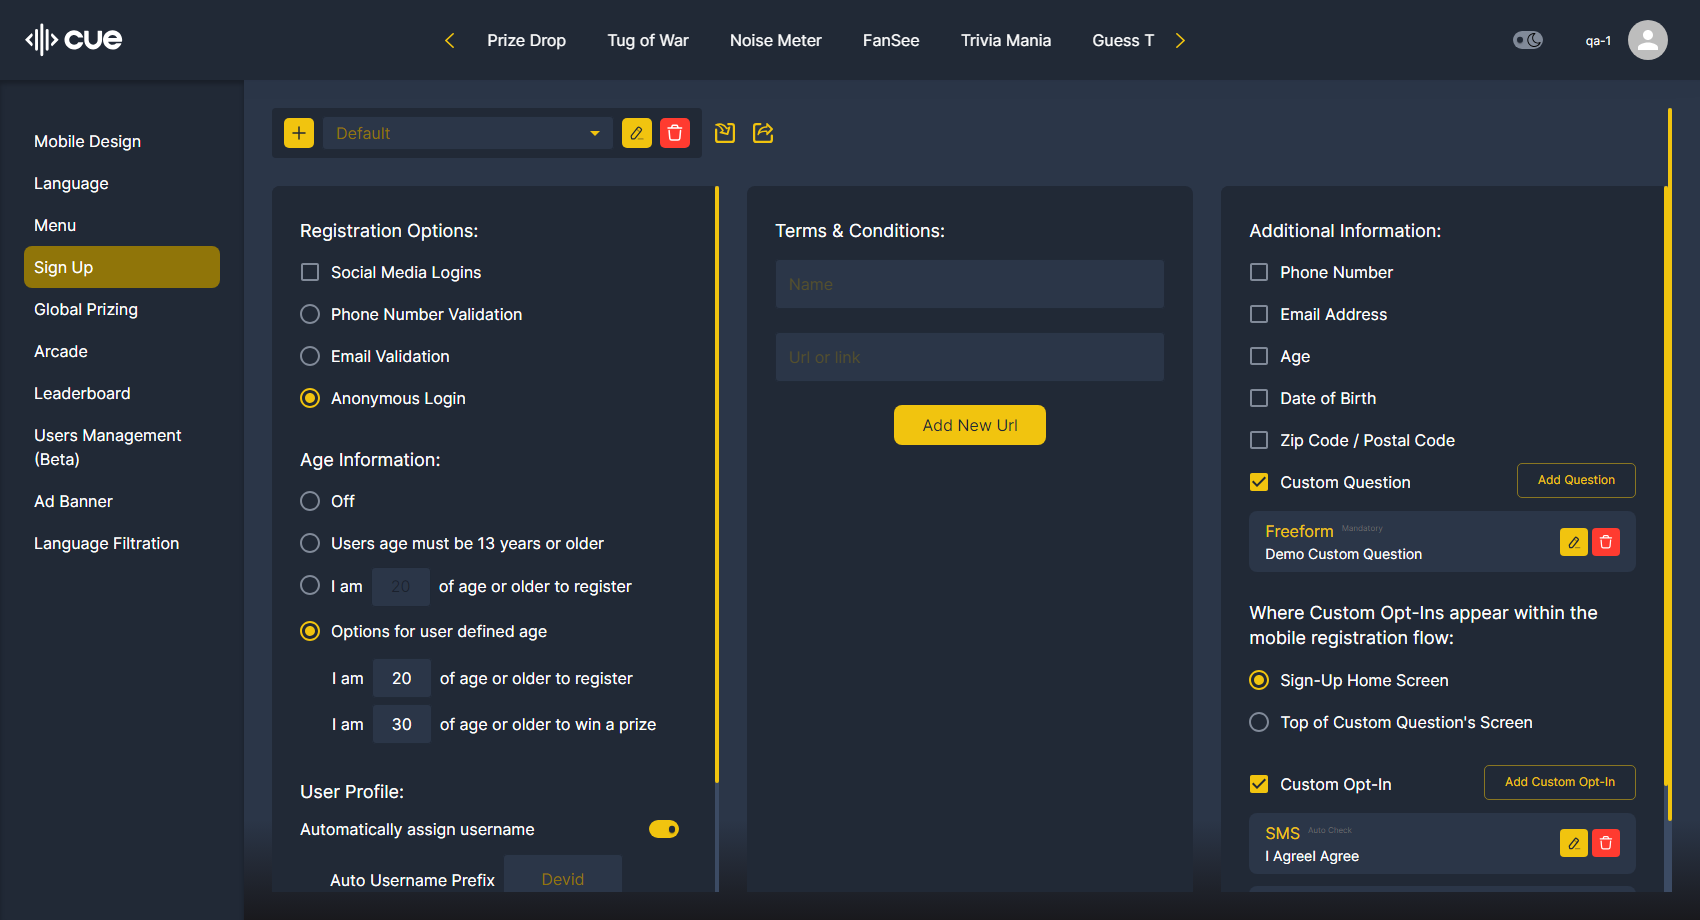 cue
Prize Drop
Tug of War
Noise Meter
FanSee
Trivia Mania
Guess T
qa-1
Mobile Design
Language
Menu
Sign Up
Global Prizing
Arcade
Leaderboard
Users Management
(Beta)
Ad Banner
Language Filtration
Default
Registration Options:
Social Media Logins
Phone Number Validation
Email Validation
Anonymous Login
Age Information:
Off
Users age must be 13 years or older
I am 20 of age or older to register
Options for user defined age
I am 20 of age or older to register
I am 30 of age or older to win a prize
User Profile:
Automatically assign username
Auto Username Prefix Devid
Terms & Conditions:
Name
Url or link
Add New Url
Additional Information:
Phone Number
Email Address
Age
Date of Birth
Zip Code / Postal Code
Custom Question Add Question
Freeform Mandatory
Demo Custom Question
Where Custom Opt-Ins appear within the
mobile registration flow:
Sign-Up Home Screen
Top of Custom Question's Screen
Custom Opt-In Add Custom Opt-In
SMS Auto Check
I AgreeI Agree